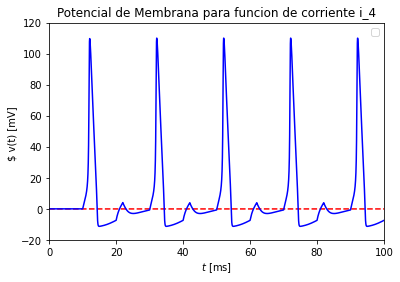 Potencial de Membrana para funcion de corriente i_4
120
100
80
60
40
20
0
−20
$ v(t) [mV]
0 20 40 60 80 100
t [ms]